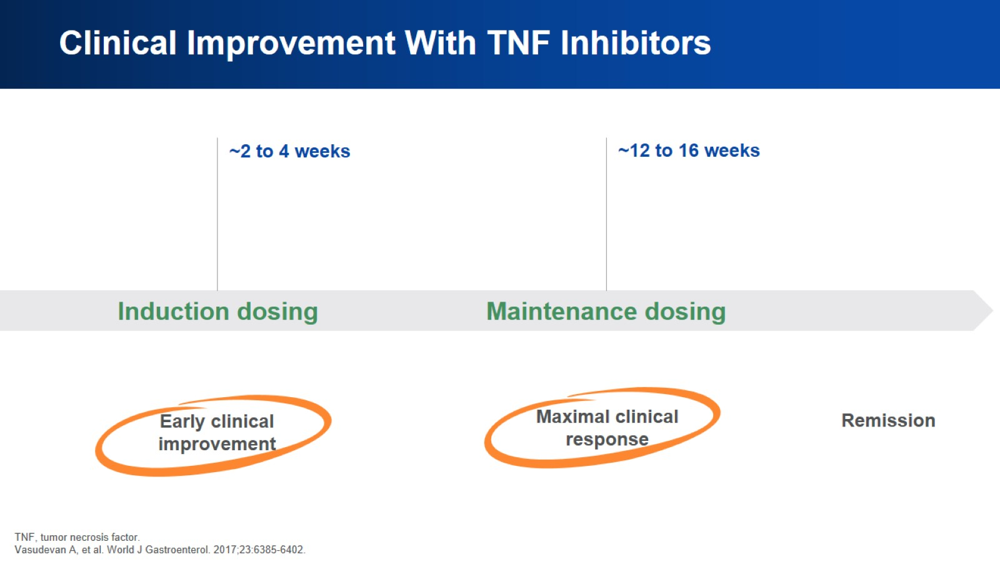 Clinical Improvement With TNF Inhibitors
~2 to 4 weeks
~12 to 16 weeks
Induction dosing
Maintenance dosing
Early clinical
improvement
Maximal clinical
response
Remission
TNF, tumor necrosis factor.
Vasudevan A, et al. World J Gastroenterol. 2017;23:6385-6402.